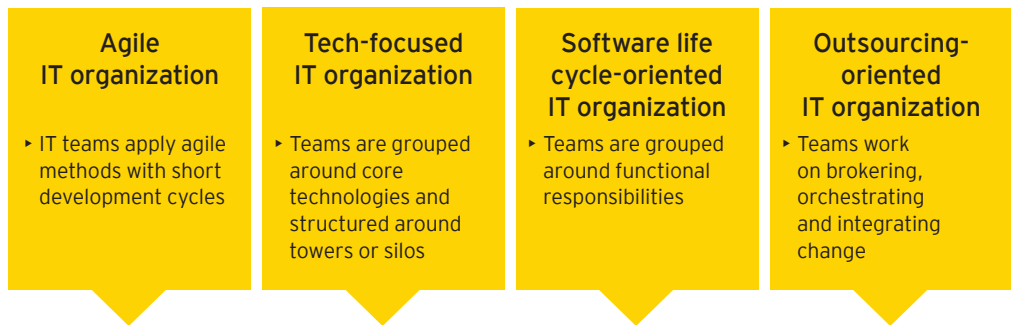 Agile
IT organization
‣ IT teams apply agile
methods with short
development cycles
Tech-focused
IT organization
‣ Teams are grouped
around core
technologies and
structured around
towers or silos
Software life
cycle-oriented
IT organization
‣ Teams are grouped
around functional
responsibilities
Outsourcing-
oriented
IT organization
‣ Teams work
on brokering,
orchestrating
and integrating
change